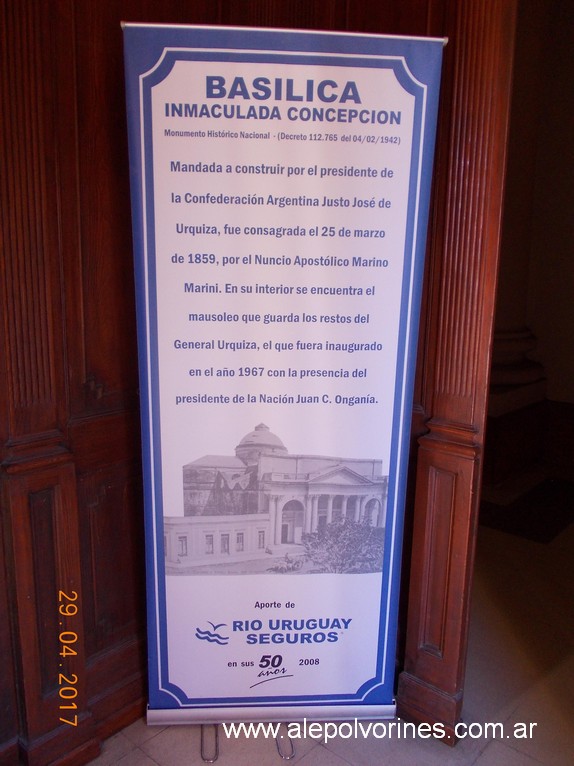 BASILICA
INMACULADA CONCEPCION
Monumento Histórico Nacional - (Decreto 112.765 del 04/02/1942)
Mandada a construir por el presidente de
la Confederación Argentina Justo José de
Urquiza, fue consagrada el 25 de marzo
de 1859, por el Nuncio Apostólico Marino
Marini. En su interior se encuentra el
mausoleo que guarda los restos del
General Urquiza, el que fuera inaugurado
en el año 1967 con la presencia del
presidente de la Nación Juan C. Onganía.
Aporte de
RIO URUGUAY
SEGUROS
en sus 50 años 2008
29.04.2017
www.alepolvorines.com.ar